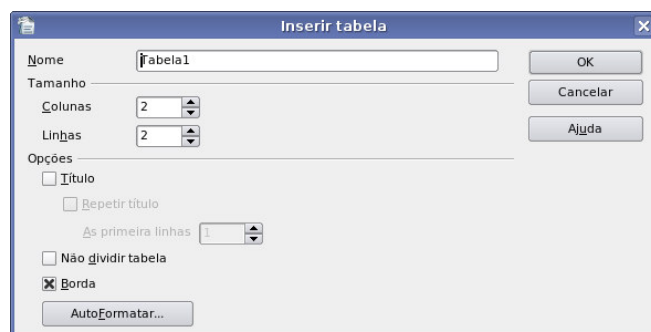 Inserir tabela
Nome Tabela1
OK
Tamanho
Cancelar
Colunas 2
Linhas 2
Ajuda
Opções
Título
Repetir título
As primeira linhas 1
Não dividir tabela
Borda
AutoFormatar...